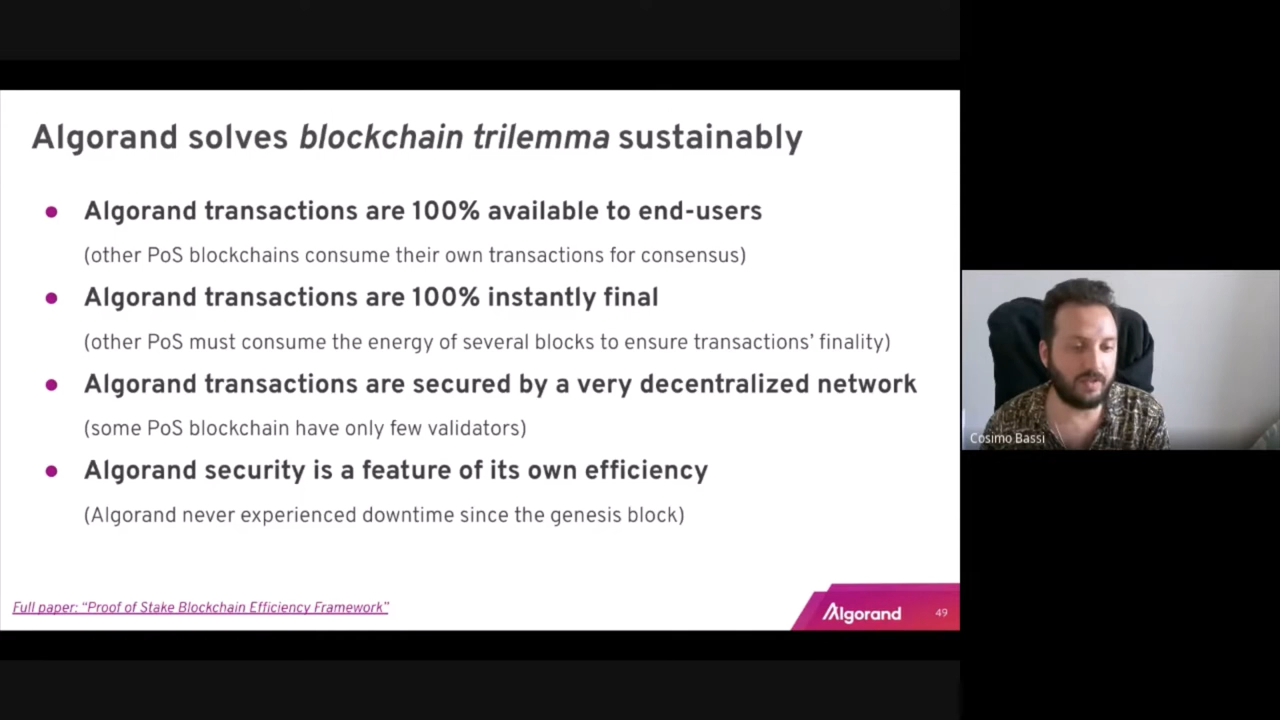 Algorand solves blockchain trilemma sustainably
● Algorand transactions are 100% available to end-users
(other PoS blockchains consume their own transactions for consensus)
● Algorand transactions are 100% instantly final
(other PoS must consume the energy of several blocks to ensure transactions’ finality)
● Algorand transactions are secured by a very decentralized network
(some PoS blockchain have only few validators)
● Algorand security is a feature of its own efficiency
(Algorand never experienced downtime since the genesis block)
Full paper: “Proof of Stake Blockchain Efficiency Framework”
Algorand
49
Cosimo Bassi